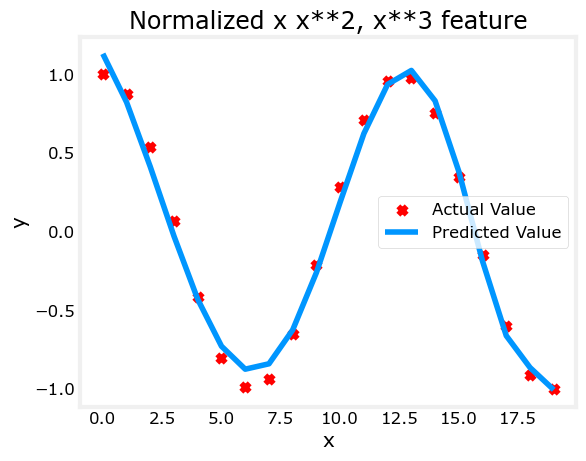 Normalized x x**2, x**3 feature
y
1.0
0.5
0.0
−0.5
−1.0
Actual Value
Predicted Value
0.0 2.5 5.0 7.5 10.0 12.5 15.0 17.5
x